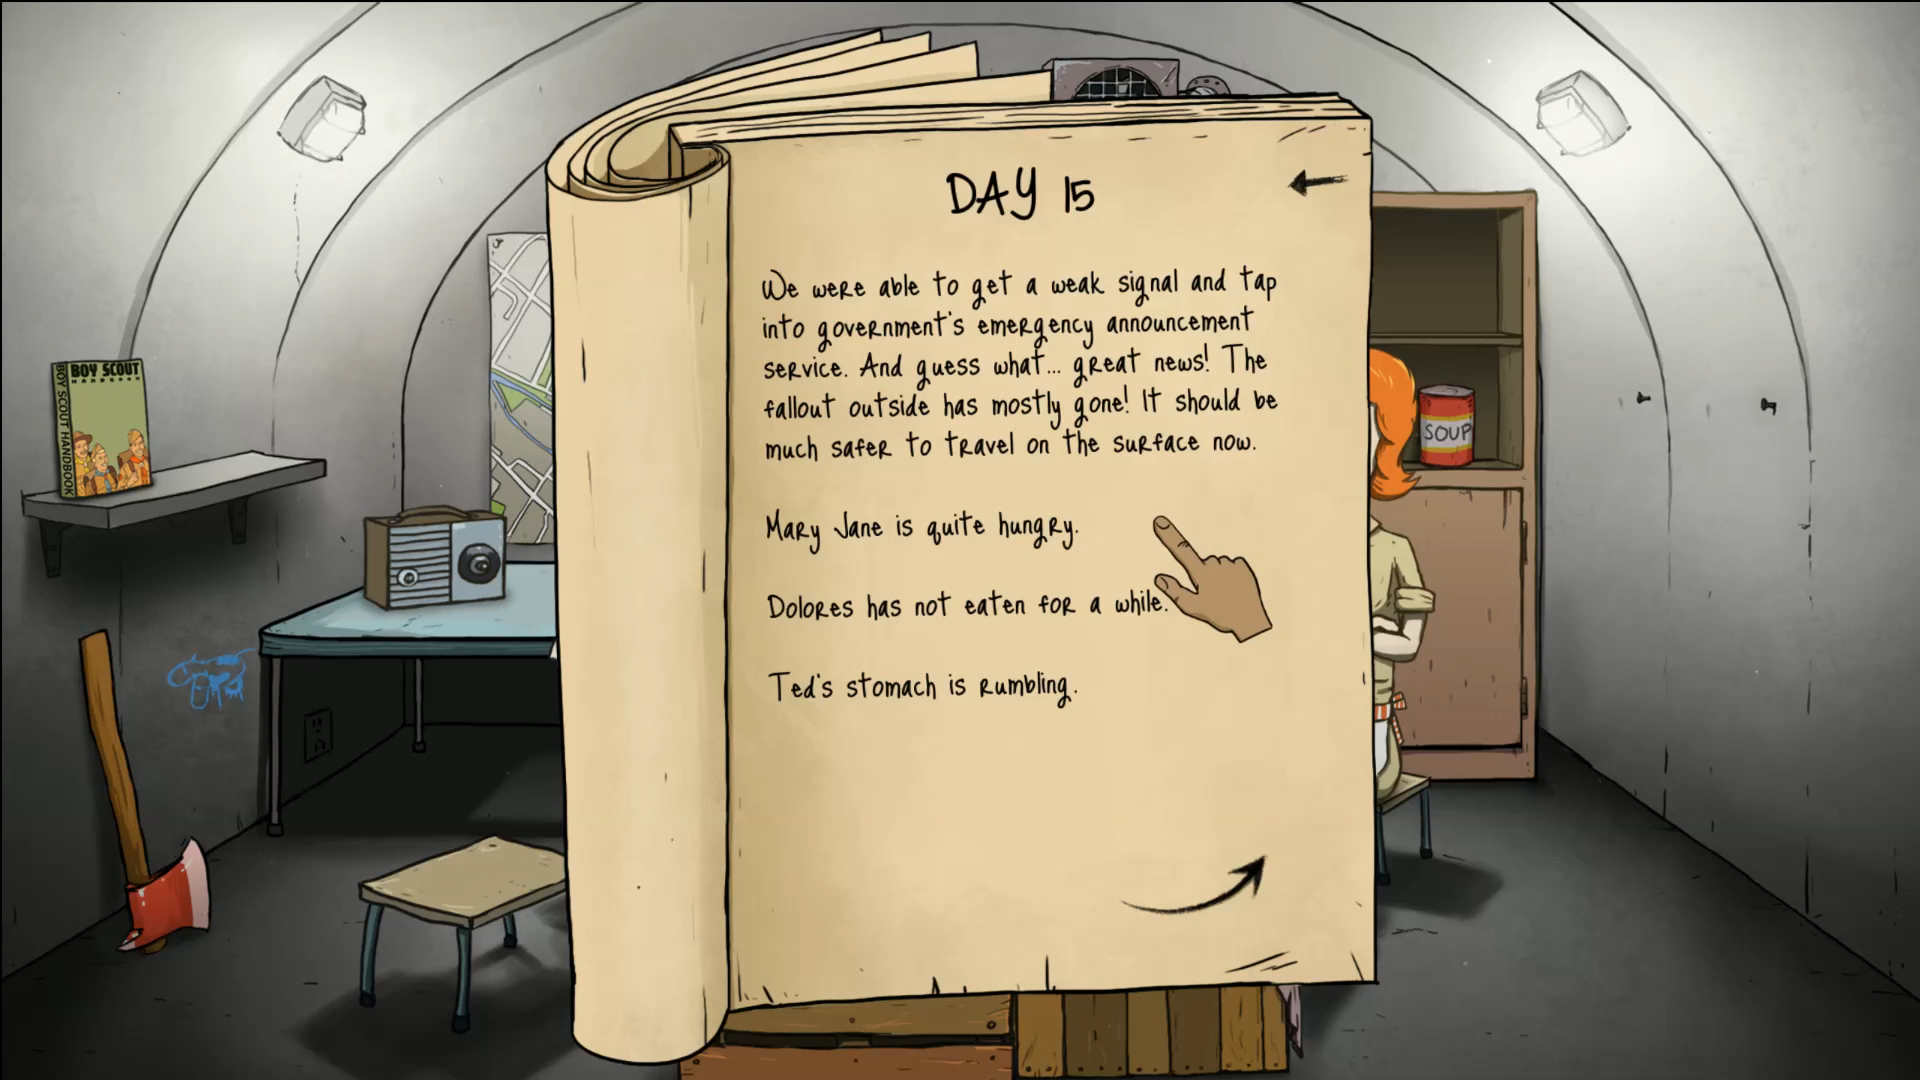 DAY 15
We were able to get a weak signal and tap
into government's emergency announcement
service. And guess what... great news! The
fallout outside has mostly gone! It should be
much safer to travel on the surface now.
Mary Jane is quite hungry.
Dolores has not eaten for a while.
Ted's stomach is rumbling.
BOY SCOUT
HANDBOOK
BOY SCOUT HANDBOOK
SOUP